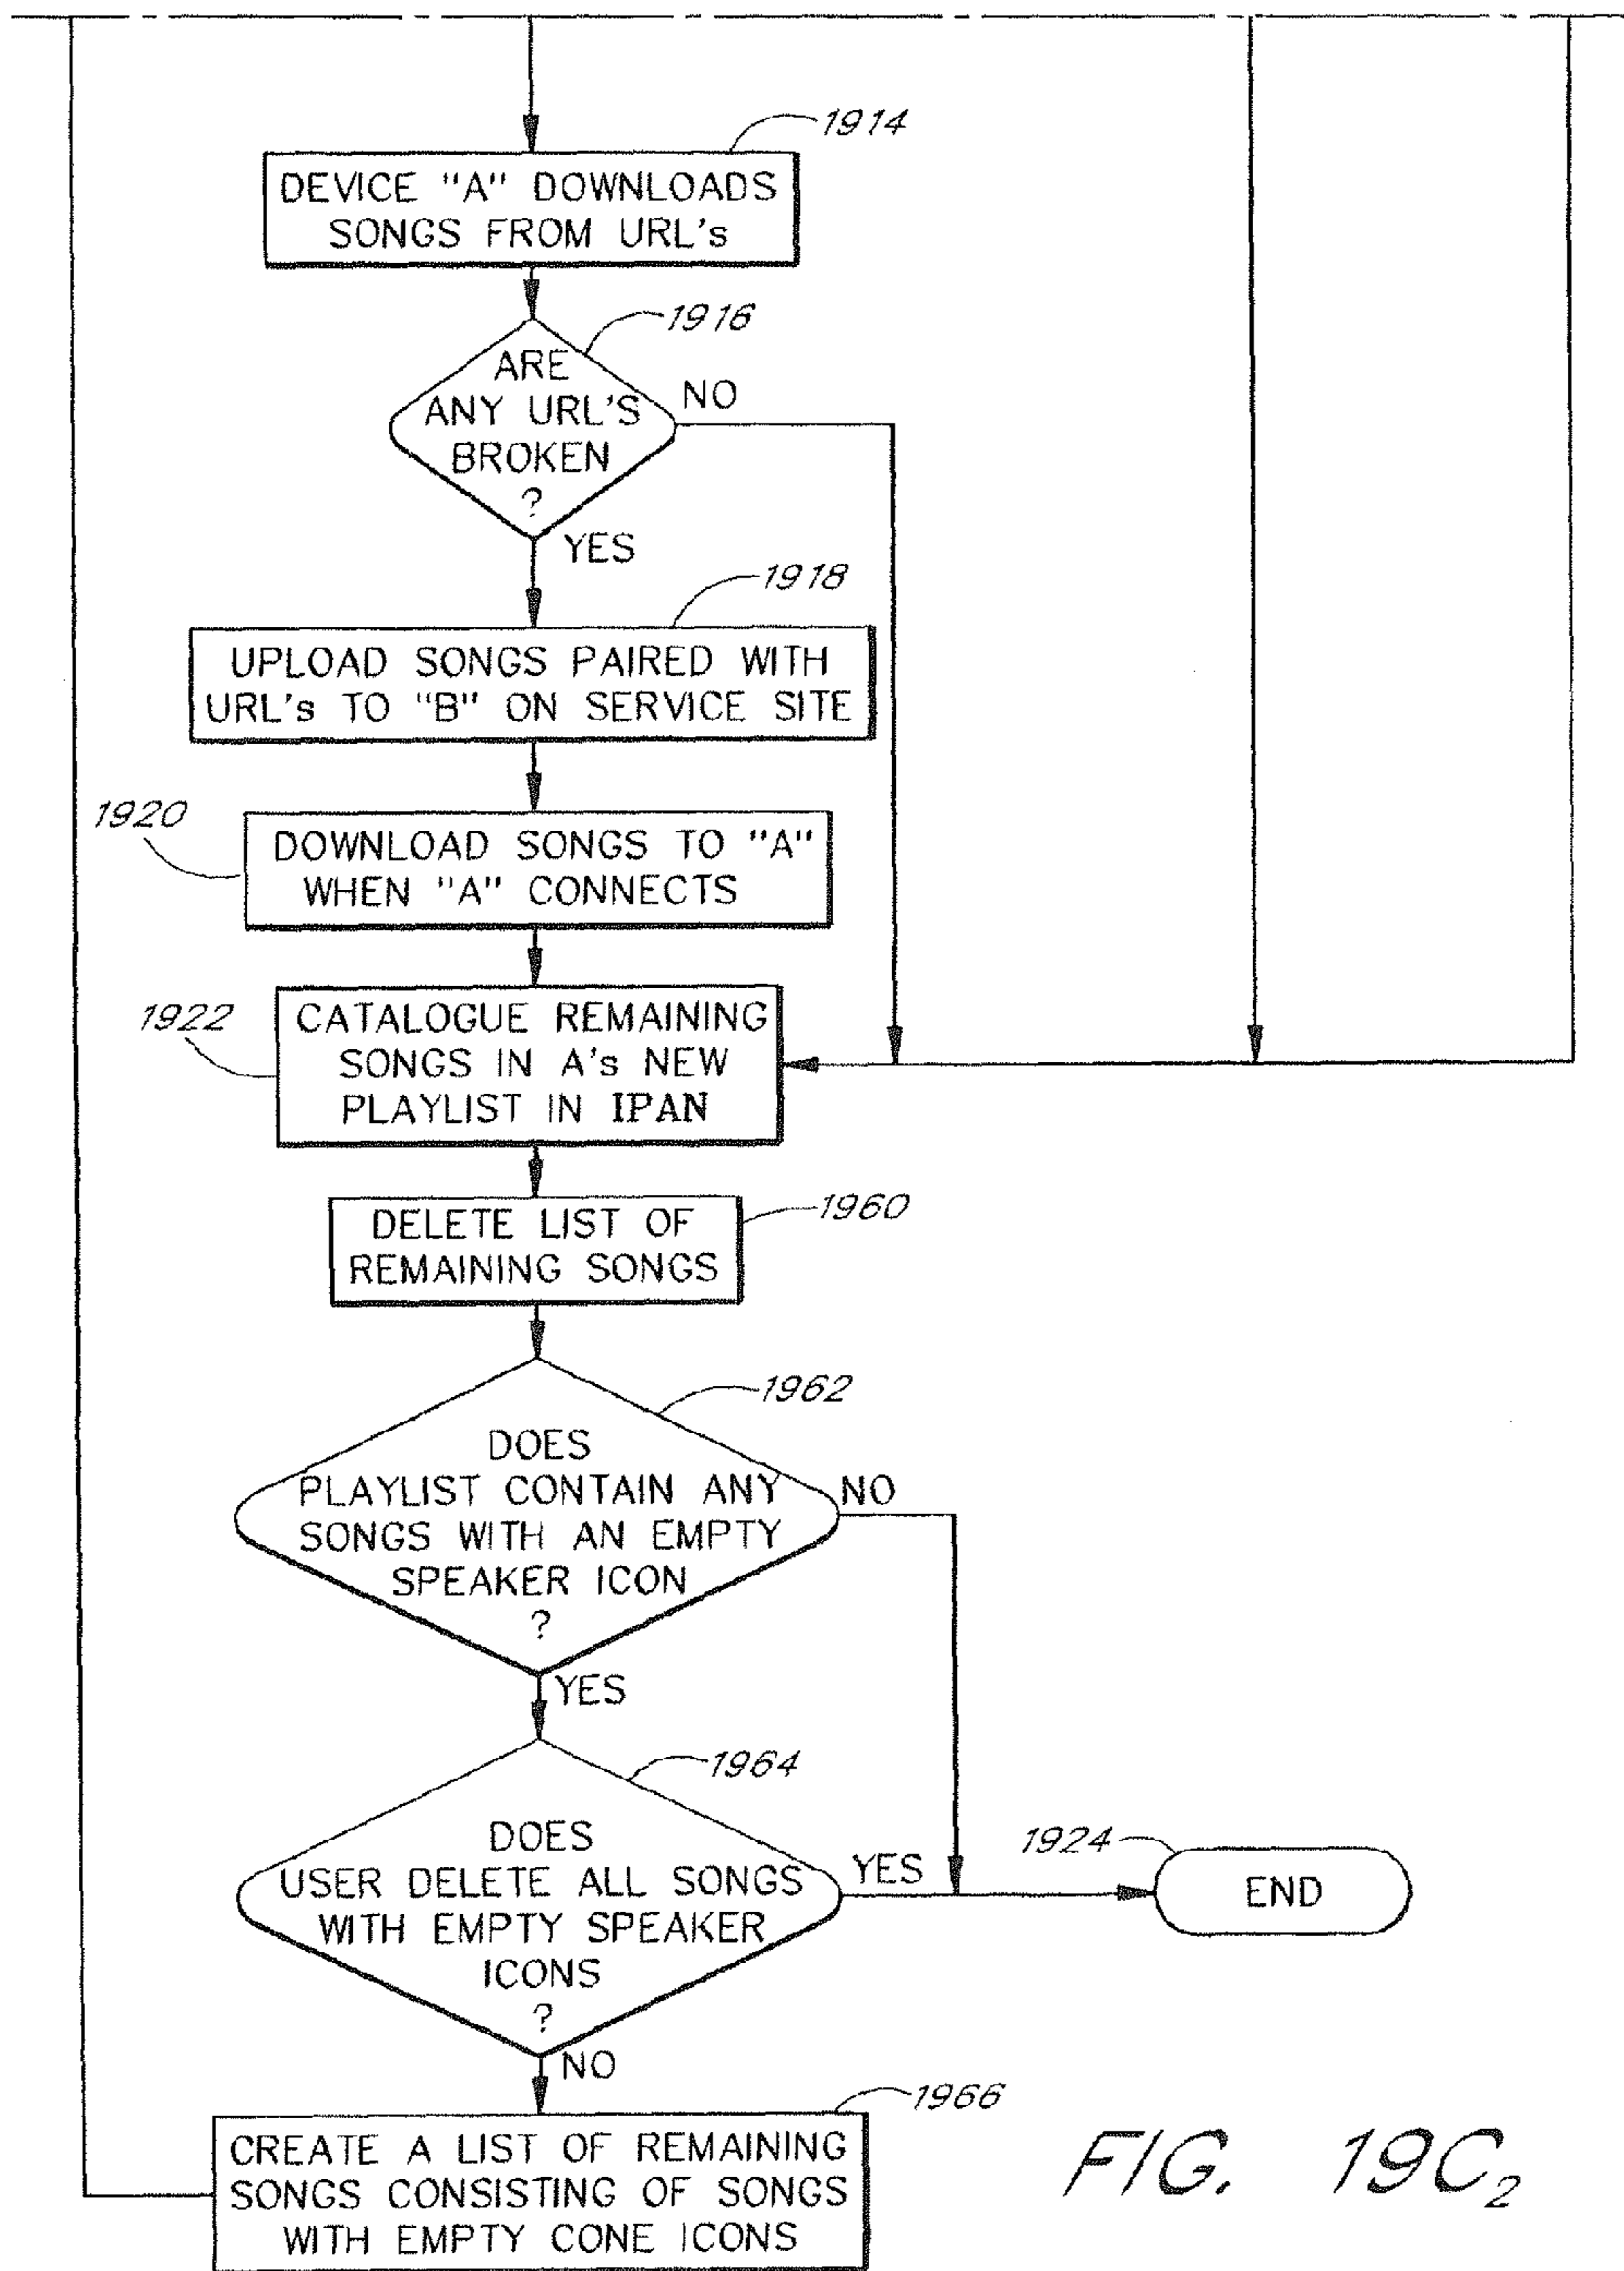 1914
DEVICE "A" DOWNLOADS
SONGS FROM URL's
1916
ARE
ANY URL'S
BROKEN
?
NO
YES
1918
UPLOAD SONGS PAIRED WITH
URL's TO "B" ON SERVICE SITE
1920
DOWNLOAD SONGS TO "A"
WHEN "A" CONNECTS
1922
CATALOGUE REMAINING
SONGS IN A's NEW
PLAYLIST IN IPAN
1960
DELETE LIST OF
REMAINING SONGS
1962
DOES
PLAYLIST CONTAIN ANY
SONGS WITH AN EMPTY
SPEAKER ICON
?
NO
YES
1964
DOES
USER DELETE ALL SONGS
WITH EMPTY SPEAKER
ICONS
?
YES
1924
END
NO
1966
CREATE A LIST OF REMAINING
SONGS CONSISTING OF SONGS
WITH EMPTY CONE ICONS
FIG. 19C₂